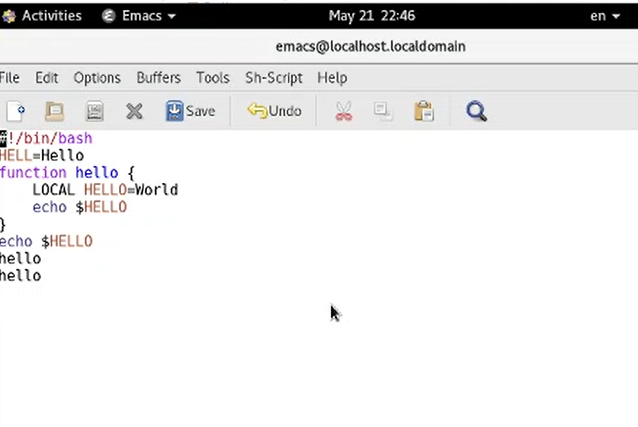 Activities Emacs May 21 22:46 en
emacs@localhost.localdomain
File Edit Options Buffers Tools Sh-Script Help
Save Undo
#!/bin/bash
HELL=Hello
function hello {
LOCAL HELLO=World
echo $HELLO
}
echo $HELLO
hello
hello